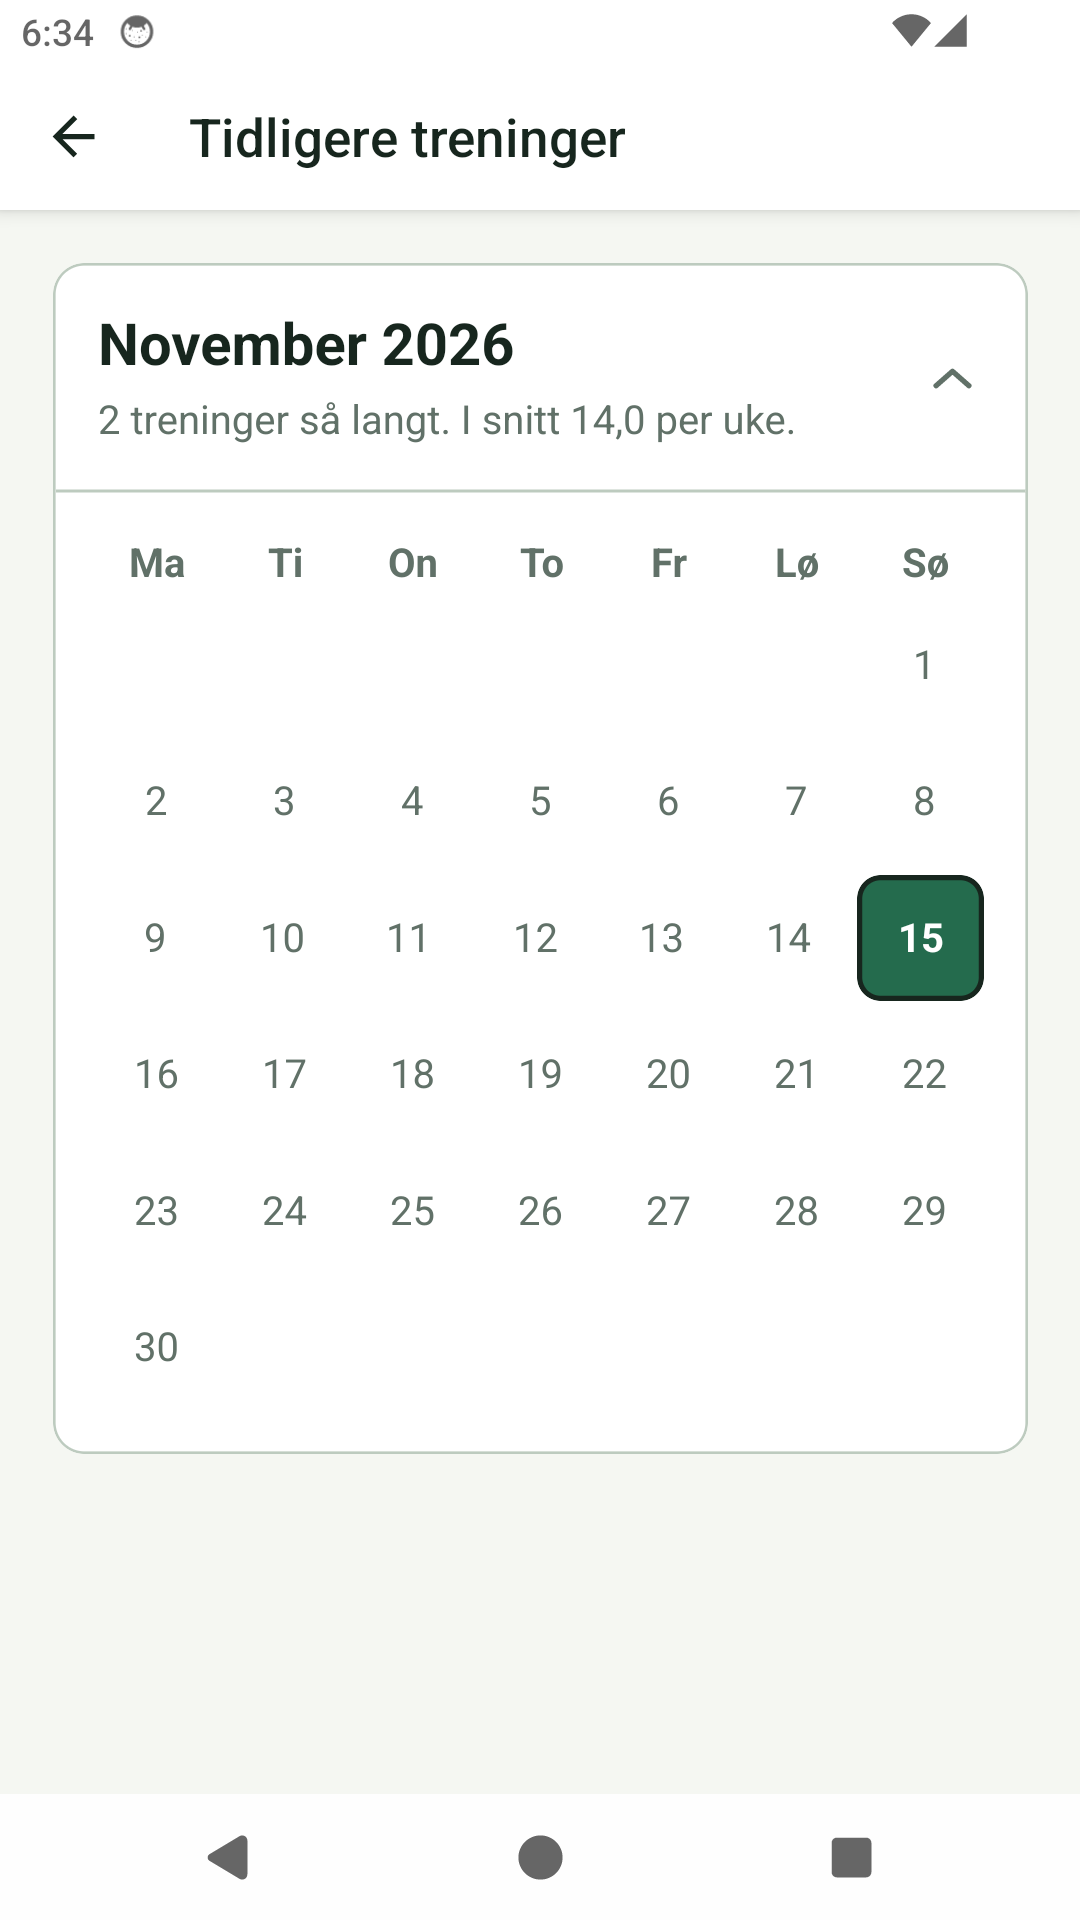 6:34
Tidligere treninger
November 2026
2 treninger så langt. I snitt 14,0 per uke.
Ma Ti On To Fr Lø Sø
1
2 3 4 5 6 7 8
9 10 11 12 13 14 15
16 17 18 19 20 21 22
23 24 25 26 27 28 29
30